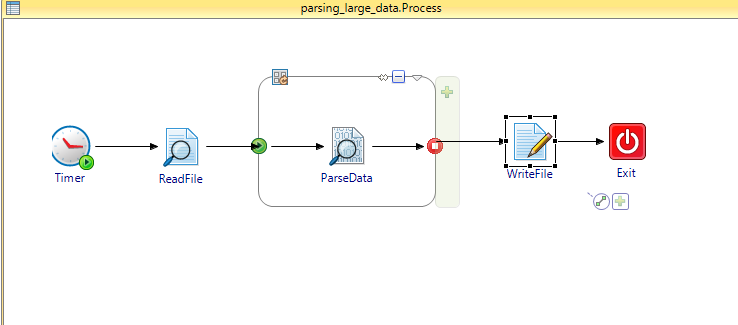 parsing_large_data.Process
Timer
ReadFile
ParseData
WriteFile
Exit